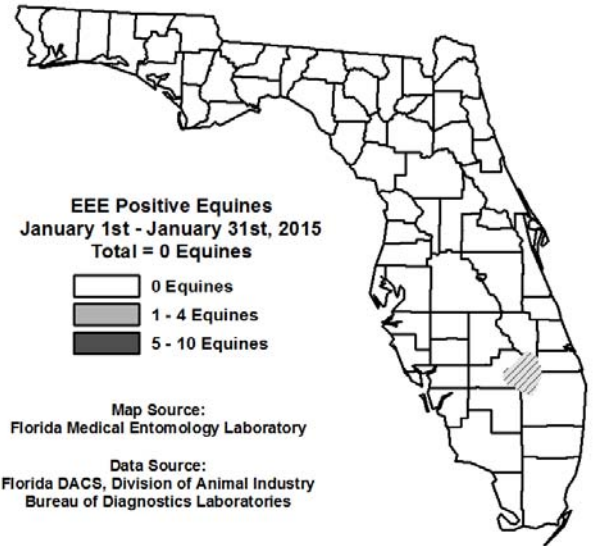 EEE Positive Equines
January 1st - January 31st, 2015
Total = 0 Equines
0 Equines
1 - 4 Equines
5 - 10 Equines
Map Source:
Florida Medical Entomology Laboratory
Data Source:
Florida DACS, Division of Animal Industry
Bureau of Diagnostics Laboratories